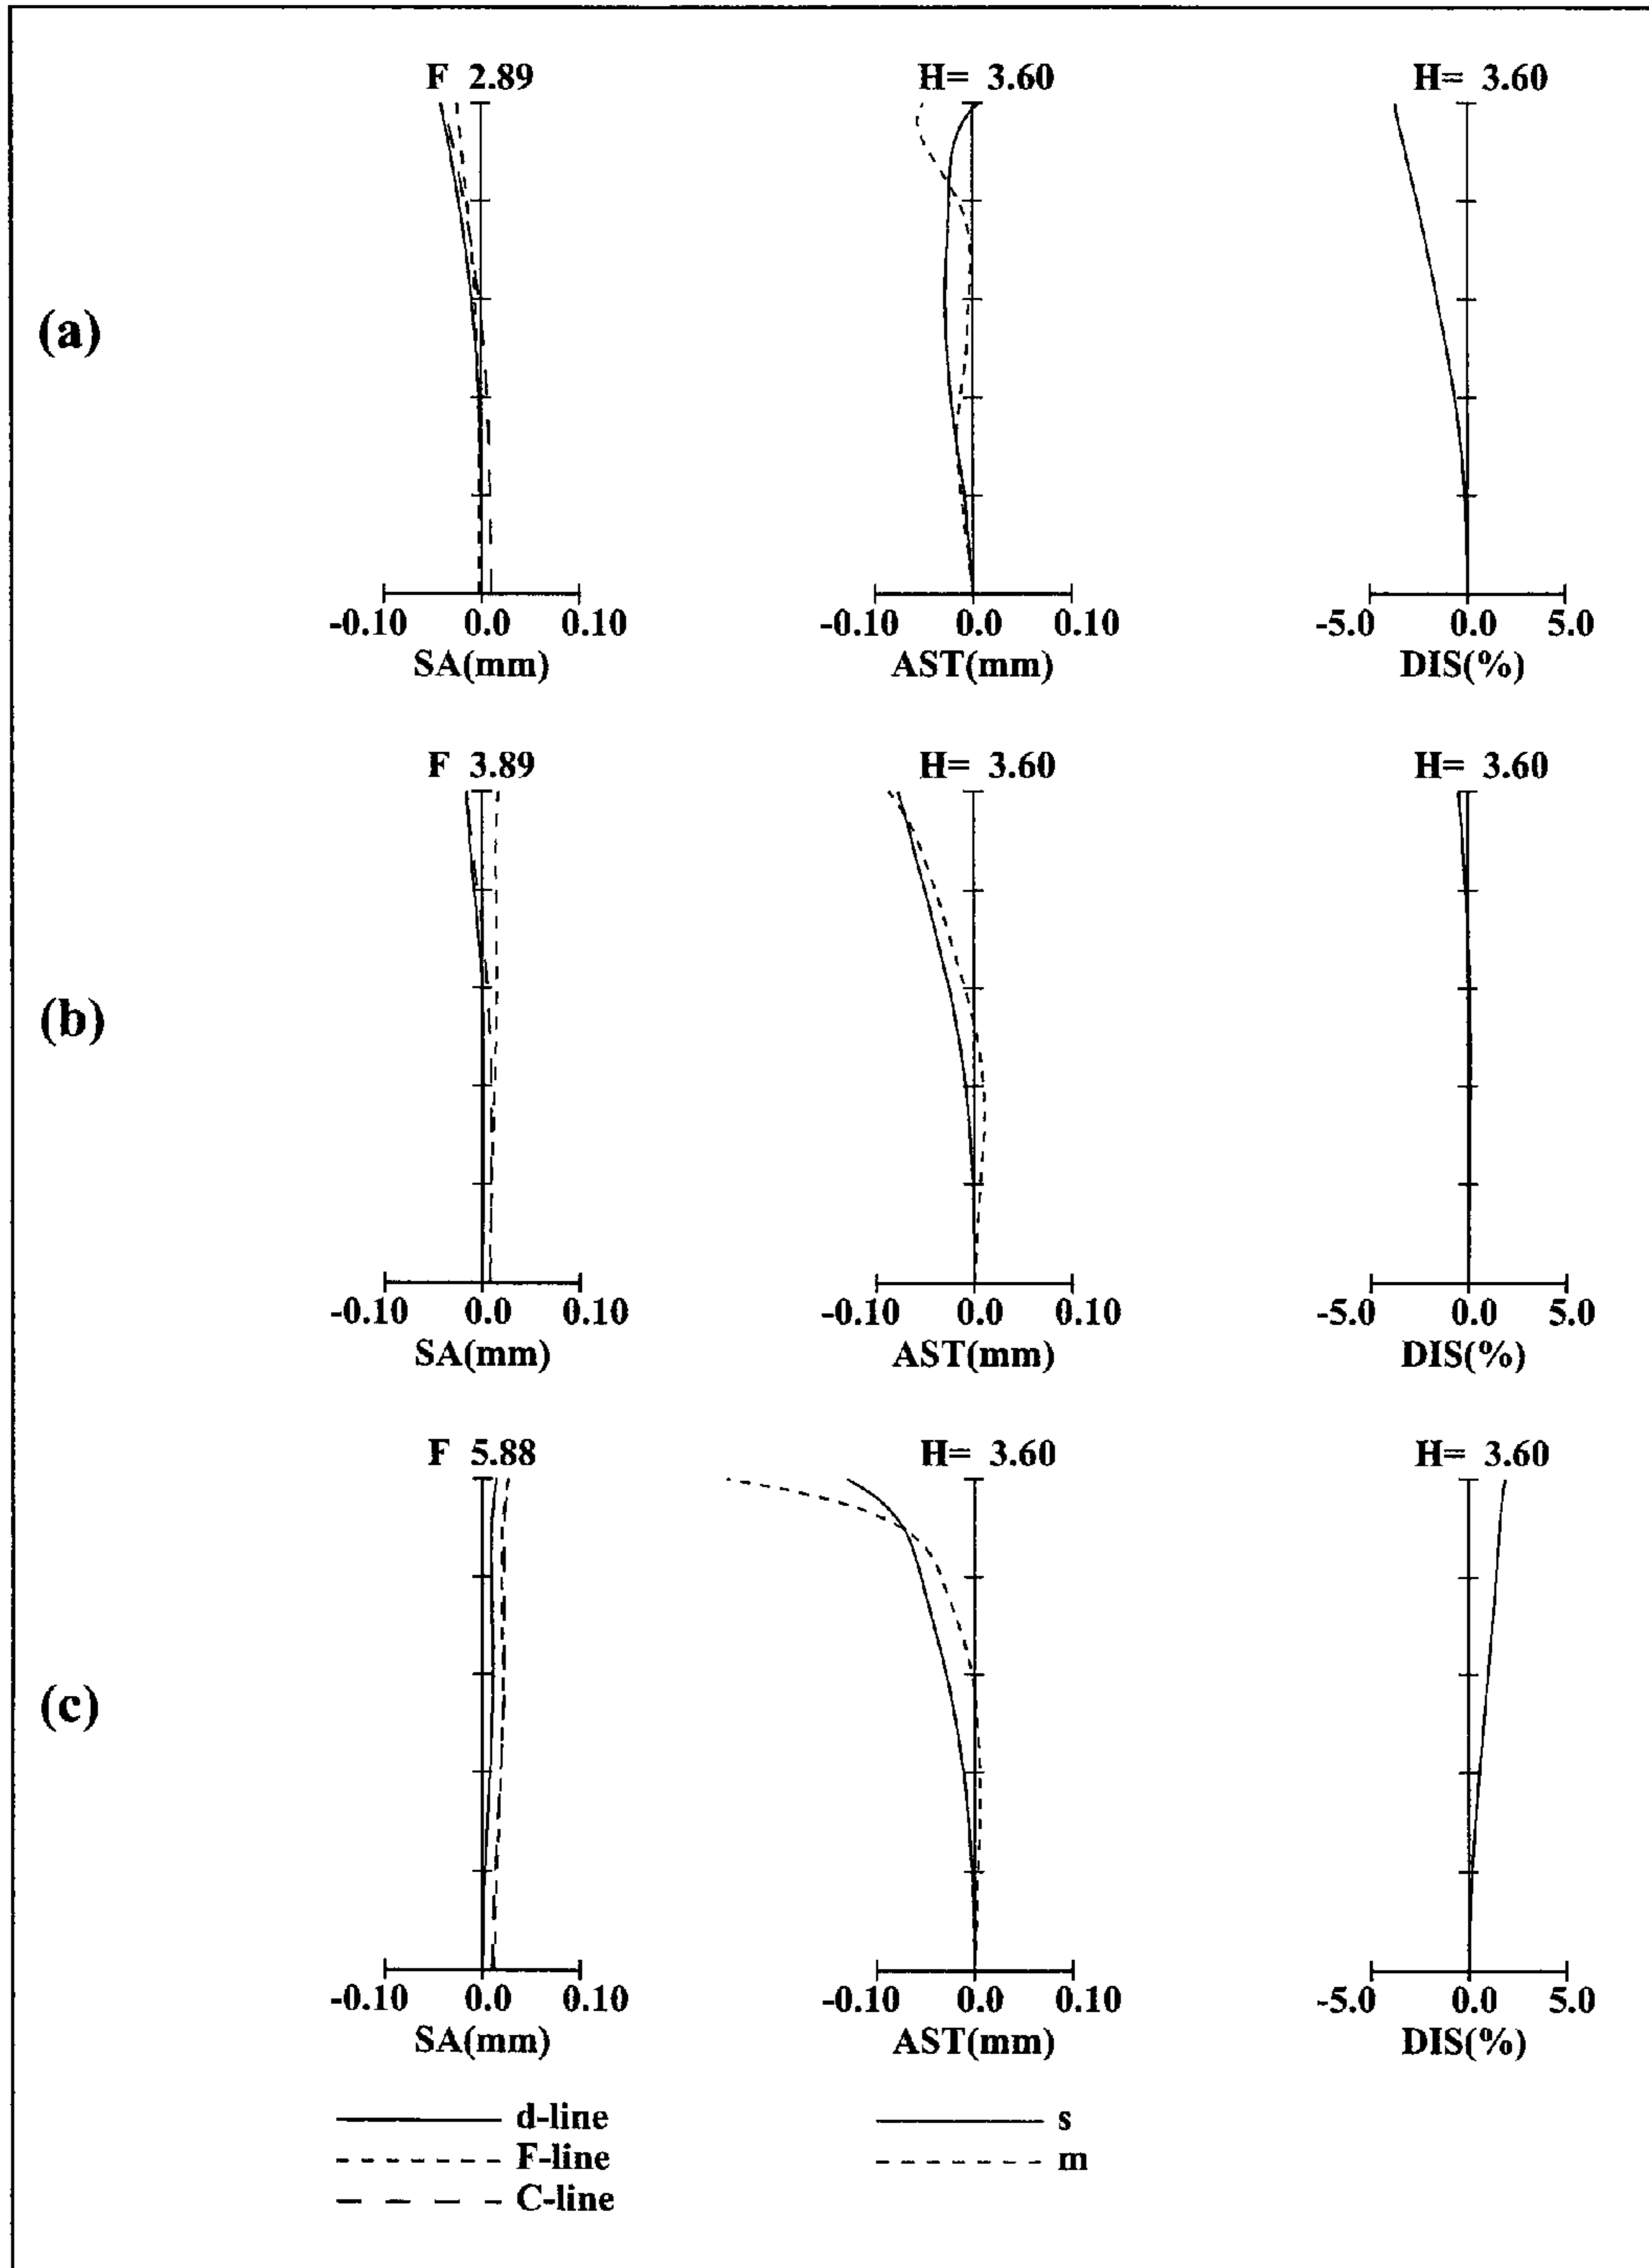 F 2.89
H= 3.60
H= 3.60
(a)
-0.10 0.0 0.10
SA(mm)
-0.10 0.0 0.10
AST(mm)
-5.0 0.0 5.0
DIS(%)
F 3.89
H= 3.60
H= 3.60
(b)
-0.10 0.0 0.10
SA(mm)
-0.10 0.0 0.10
AST(mm)
-5.0 0.0 5.0
DIS(%)
F 5.88
H= 3.60
H= 3.60
(c)
-0.10 0.0 0.10
SA(mm)
-0.10 0.0 0.10
AST(mm)
-5.0 0.0 5.0
DIS(%)
d-line
F-line
C-line
s
m